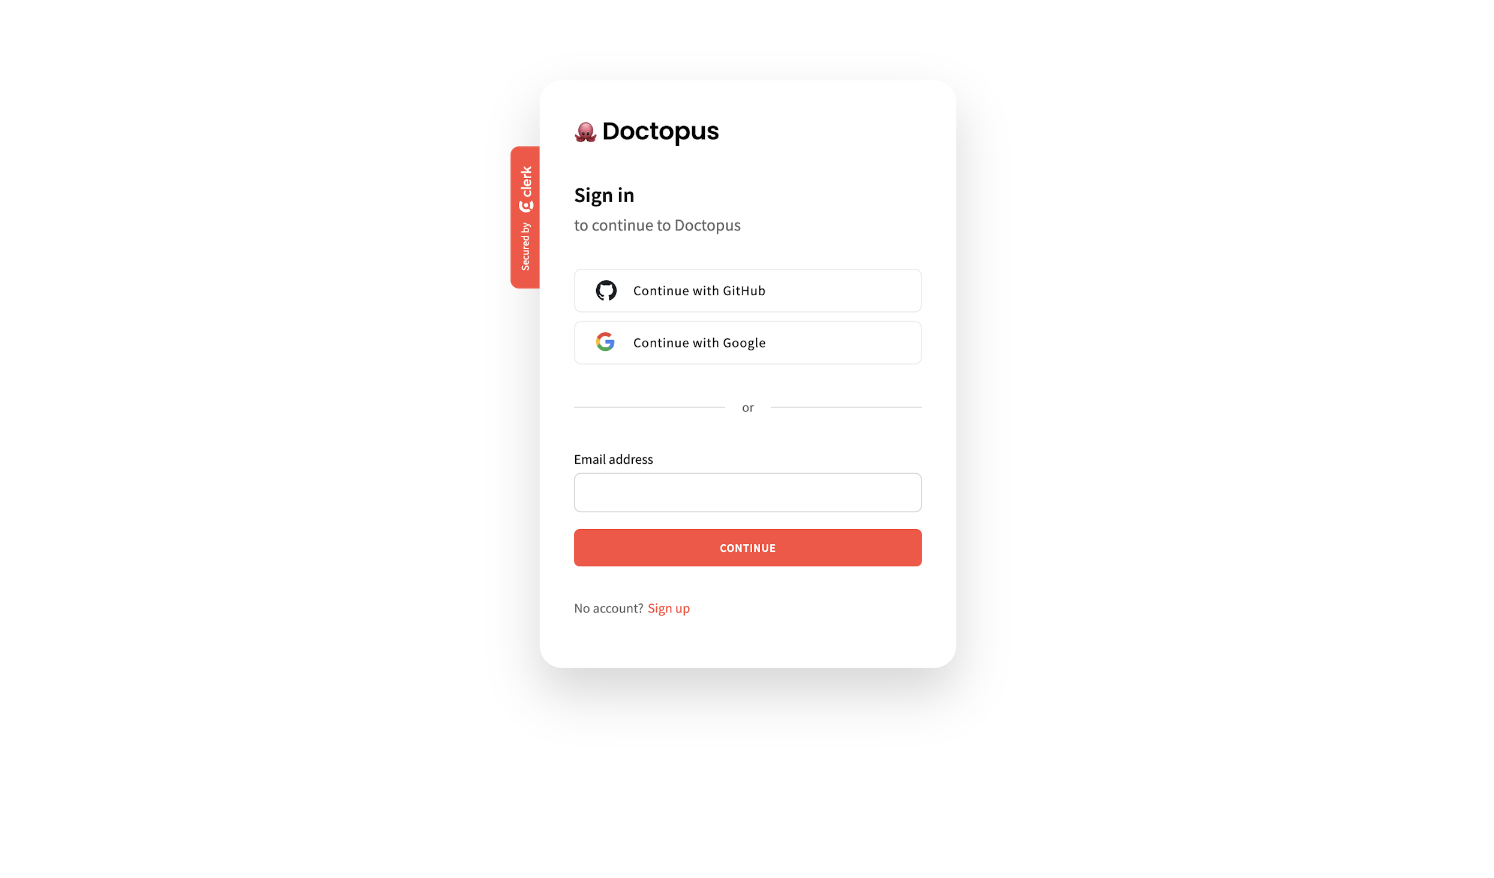 Doctopus
Secured by clerk
Sign in
to continue to Doctopus
Continue with GitHub
Continue with Google
or
Email address
CONTINUE
No account? Sign up